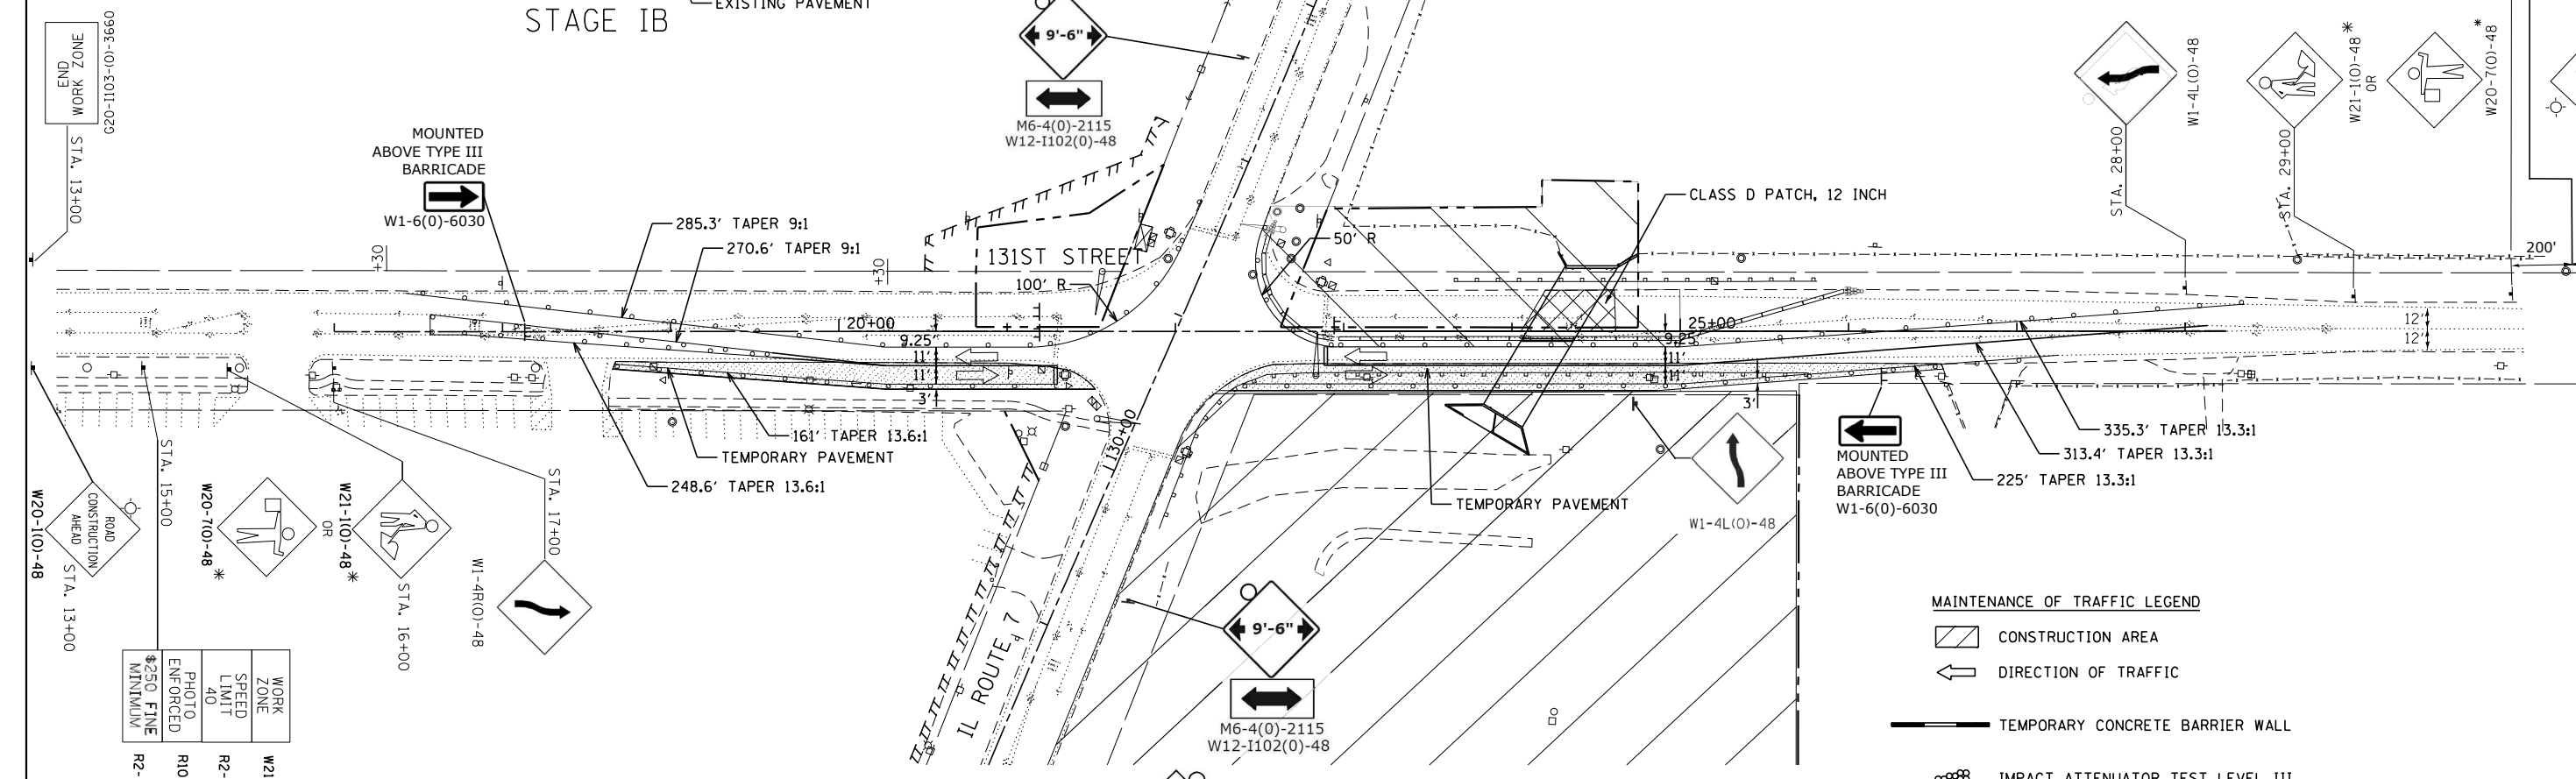 EXISTING PAVEMENT
STAGE IB
END
WORK ZONE
G20-I103-(0)-3660
STA. 13+00
MOUNTED
ABOVE TYPE III
BARRICADE
W1-6(0)-6030
9'-6"
M6-4(0)-2115
W12-I102(0)-48
285.3' TAPER 9:1
270.6' TAPER 9:1
+30
+30
131ST STREET
100' R
50' R
CLASS D PATCH, 12 INCH
W1-4L(O)-48
STA. 28+00
W21-1(O)-48*
OR
W20-7(O)-48
*
STA. 29+00
200'
20+00
25+00
9.25'
11'
11'
3'
9.25'
11'
11'
3'
12'
12'
161' TAPER 13.6:1
TEMPORARY PAVEMENT
248.6' TAPER 13.6:1
130+00
IL ROUTE 7
TEMPORARY PAVEMENT
W1-4L(O)-48
MOUNTED
ABOVE TYPE III
BARRICADE
W1-6(0)-6030
335.3' TAPER 13.3:1
313.4' TAPER 13.3:1
225' TAPER 13.3:1
W20-1(O)-48
ROAD
CONSTRUCTION
AHEAD
STA. 13+00
STA. 15+00
W20-7(O)-48 *
OR
W21-1(O)-48 *
STA. 16+00
W1-4R(O)-48
STA. 17+00
WORK
ZONE
SPEED
LIMIT
40
PHOTO
ENFORCED
$250 FINE
MINIMUM
W21
R2-
R10
R2-
9'-6"
M6-4(0)-2115
W12-I102(0)-48
MAINTENANCE OF TRAFFIC LEGEND
CONSTRUCTION AREA
DIRECTION OF TRAFFIC
TEMPORARY CONCRETE BARRIER WALL
IMPACT ATTENUATOR TEST LEVEL III